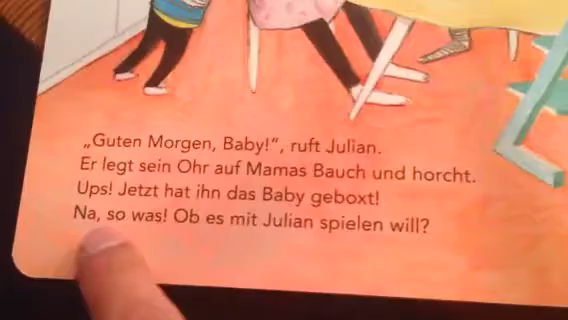 „Guten Morgen, Baby!“, ruft Julian.
Er legt sein Ohr auf Mamas Bauch und horcht.
Ups! Jetzt hat ihn das Baby geboxt!
Na, so was! Ob es mit Julian spielen will?